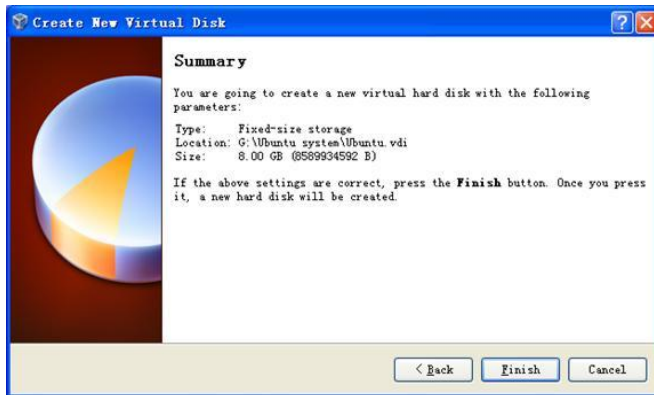 Create New Virtual Disk
Summary
You are going to create a new virtual hard disk with the following
parameters:
Type: Fixed-size storage
Location: G:\Ubuntu system\Ubuntu.vdi
Size: 8.00 GB (8589934592 B)
If the above settings are correct, press the Finish button. Once you press
it, a new hard disk will be created.
< Back Finish Cancel